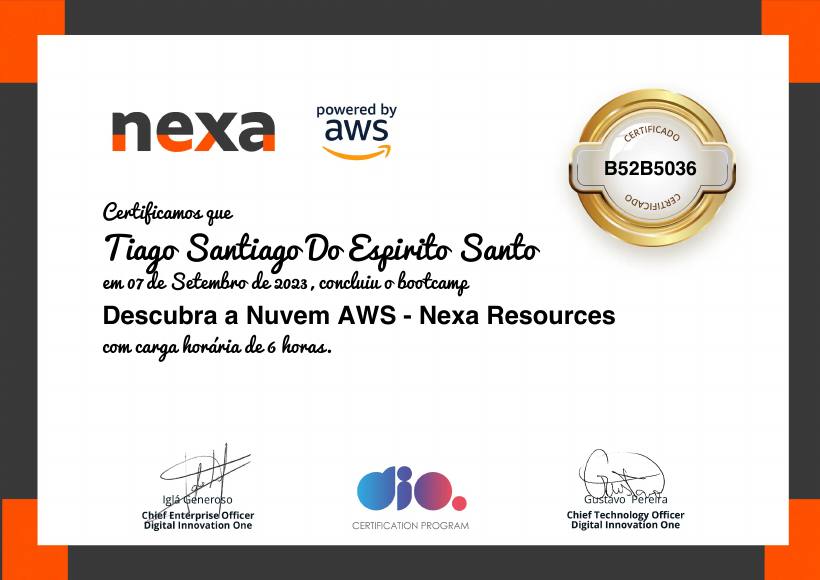 nexa
powered by
aws
CERTIFICADO
B52B5036
CERTIFICADO
Certificamos que
Tiago Santiago Do Espirito Santo
em 07 de Setembro de 2023, concluiu o bootcamp
Descubra a Nuvem AWS - Nexa Resources
com carga horária de 6 horas.
Iglá Generoso
Chief Enterprise Officer
Digital Innovation One
dio.
CERTIFICATION PROGRAM
Gustavo Pereira
Chief Technology Officer
Digital Innovation One